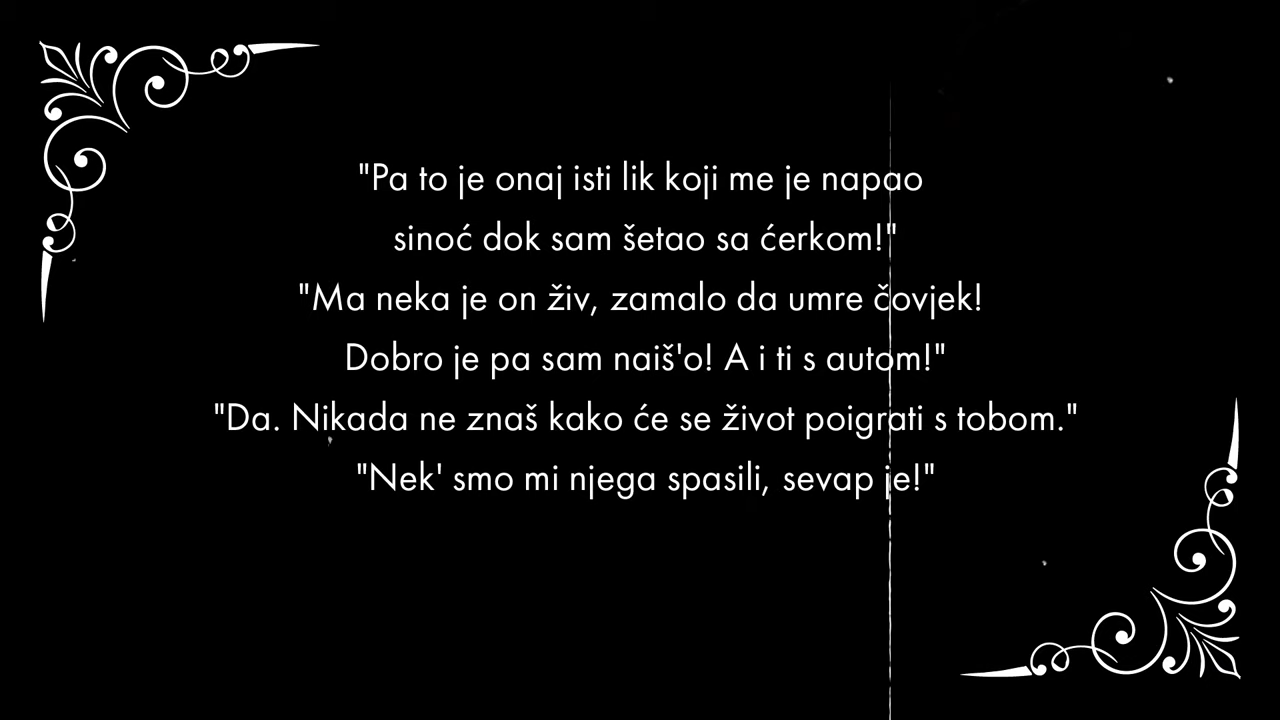 "Pa to je onaj isti lik koji me je napao
sinoć dok sam šetao sa ćerkom!"
"Ma neka je on živ, zamalo da umre čovjek!
Dobro je pa sam naiš'o! A i ti s autom!"
"Da. Nikada ne znaš kako će se život poigrati s tobom."
"Nek' smo mi njega spasili, sevap je!"